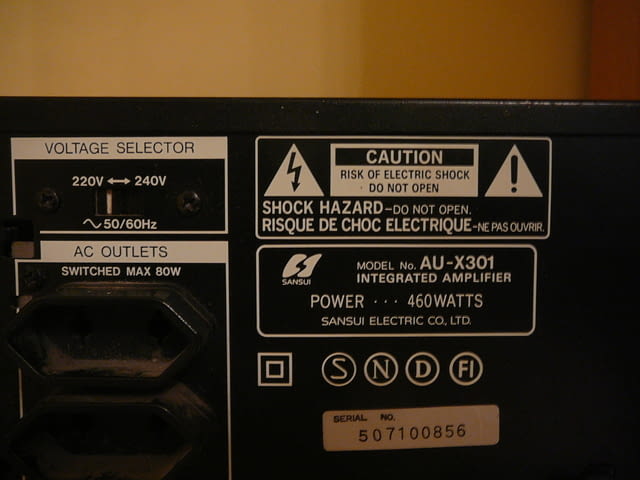 VOLTAGE SELECTOR
220V ↔ 240V
∿ 50/60Hz
AC OUTLETS
SWITCHED MAX 80W
CAUTION
RISK OF ELECTRIC SHOCK
DO NOT OPEN
!
SHOCK HAZARD – DO NOT OPEN.
RISQUE DE CHOC ELECTRIQUE – NE PAS OUVRIR.
SANSUI
MODEL No. AU-X301
INTEGRATED AMPLIFIER
POWER ··· 460WATTS
SANSUI ELECTRIC CO., LTD.
S N D FI
SERIAL NO.
507100856